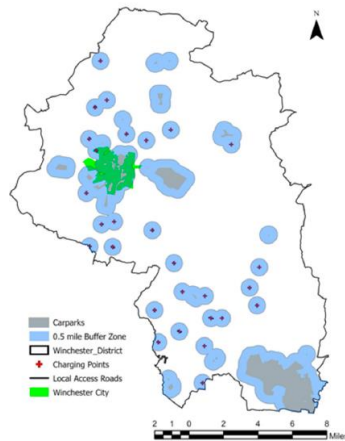 N
Carparks
0.5 mile Buffer Zone
Winchester_District
Charging Points
Local Access Roads
Winchester City
2 1 0 2 4 6 8
Miles